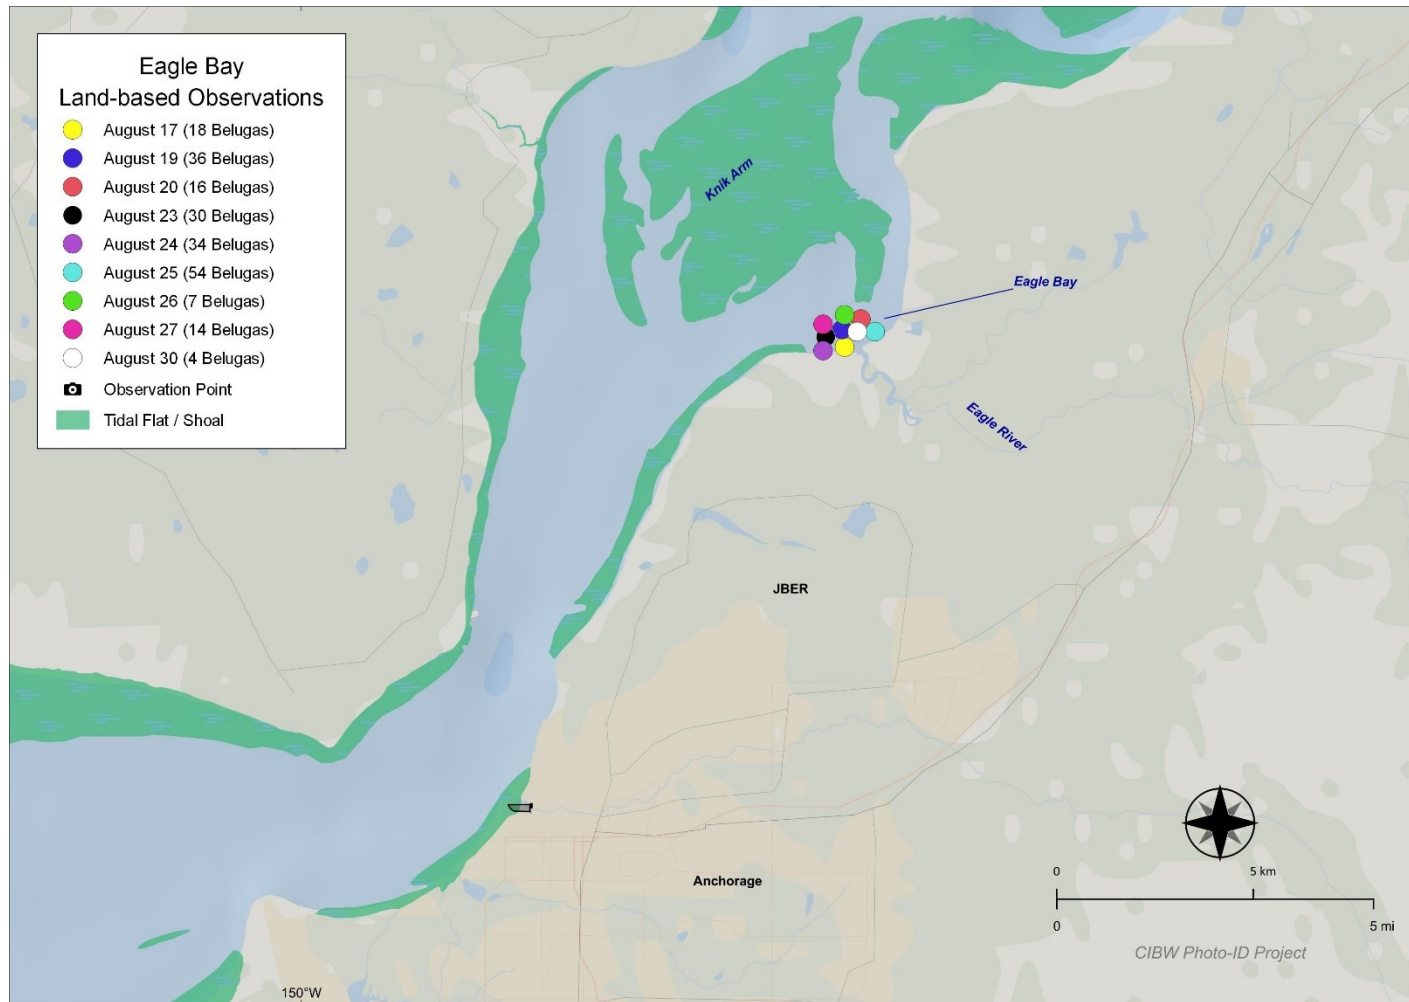 Eagle Bay
Land-based Observations
August 17 (18 Belugas)
August 19 (36 Belugas)
August 20 (16 Belugas)
August 23 (30 Belugas)
August 24 (34 Belugas)
August 25 (54 Belugas)
August 26 (7 Belugas)
August 27 (14 Belugas)
August 30 (4 Belugas)
Observation Point
Tidal Flat / Shoal
Knik Arm
Eagle Bay
Eagle River
JBER
Anchorage
0 5 km
0 5 mi
CIBW Photo-ID Project
150°W